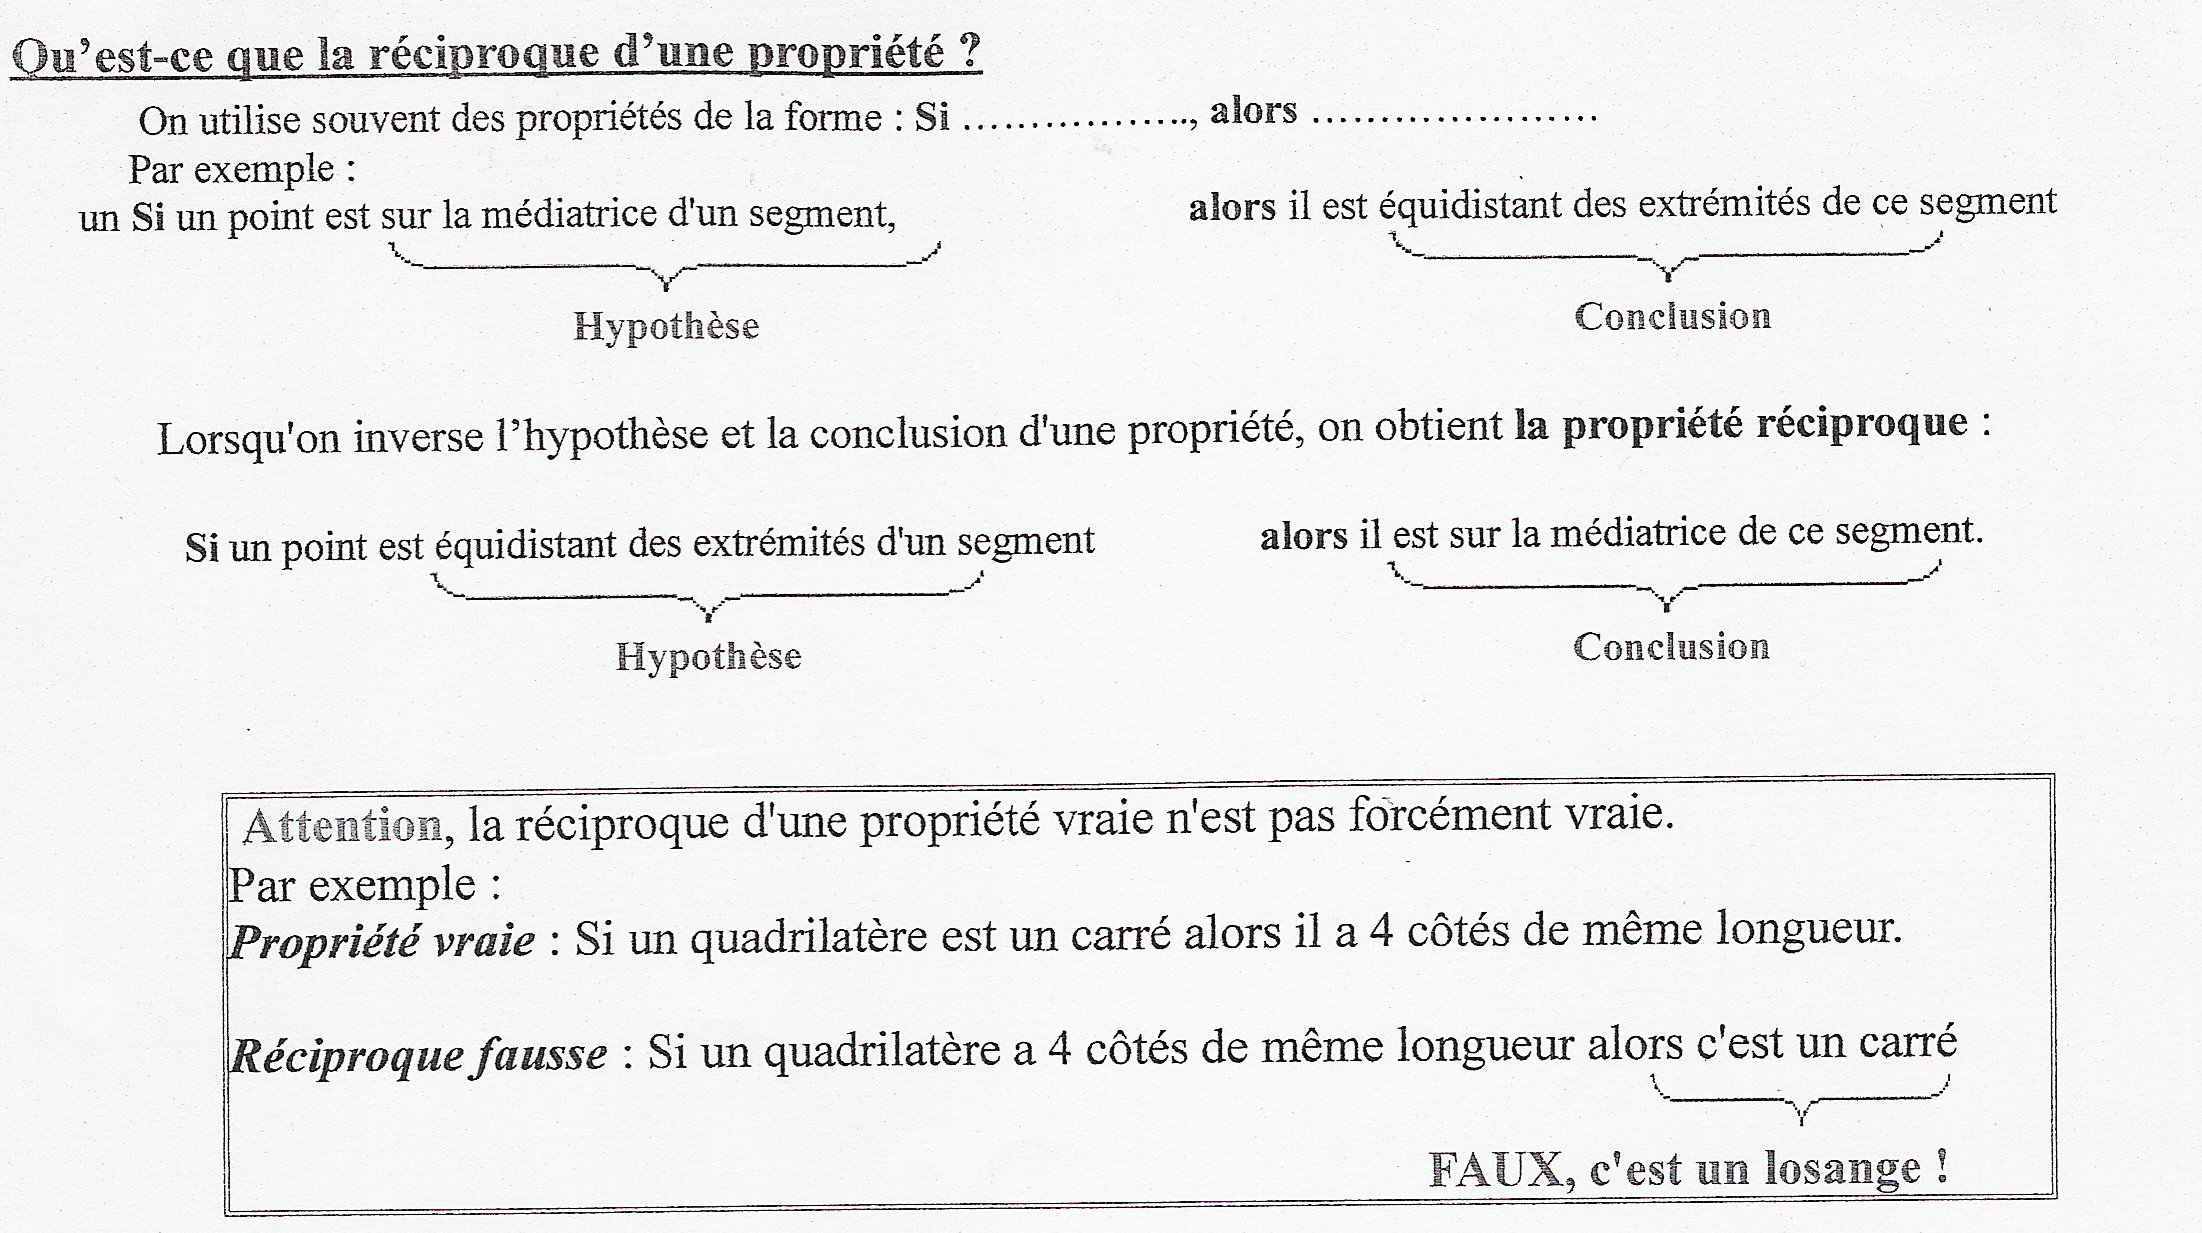 Qu’est-ce que la réciproque d’une propriété ?
On utilise souvent des propriétés de la forme : Si ................., alors .....................
Par exemple :
un Si un point est sur la médiatrice d'un segment, alors il est équidistant des extrémités de ce segment
Hypothèse Conclusion
Lorsqu'on inverse l’hypothèse et la conclusion d'une propriété, on obtient la propriété réciproque :
Si un point est équidistant des extrémités d'un segment alors il est sur la médiatrice de ce segment.
Hypothèse Conclusion
Attention, la réciproque d'une propriété vraie n'est pas forcément vraie.
Par exemple :
Propriété vraie : Si un quadrilatère est un carré alors il a 4 côtés de même longueur.
Réciproque fausse : Si un quadrilatère a 4 côtés de même longueur alors c'est un carré
FAUX, c'est un losange !